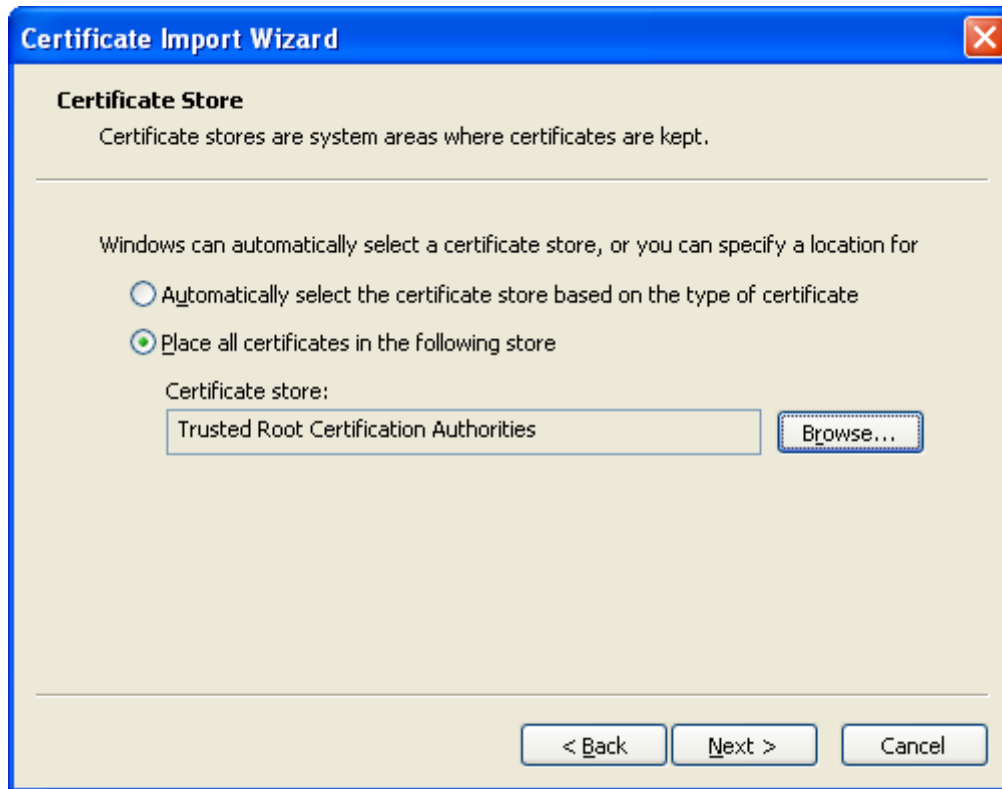 Certificate Import Wizard
Certificate Store
Certificate stores are system areas where certificates are kept.
Windows can automatically select a certificate store, or you can specify a location for
Automatically select the certificate store based on the type of certificate
Place all certificates in the following store
Certificate store:
Trusted Root Certification Authorities
Browse...
< Back
Next >
Cancel